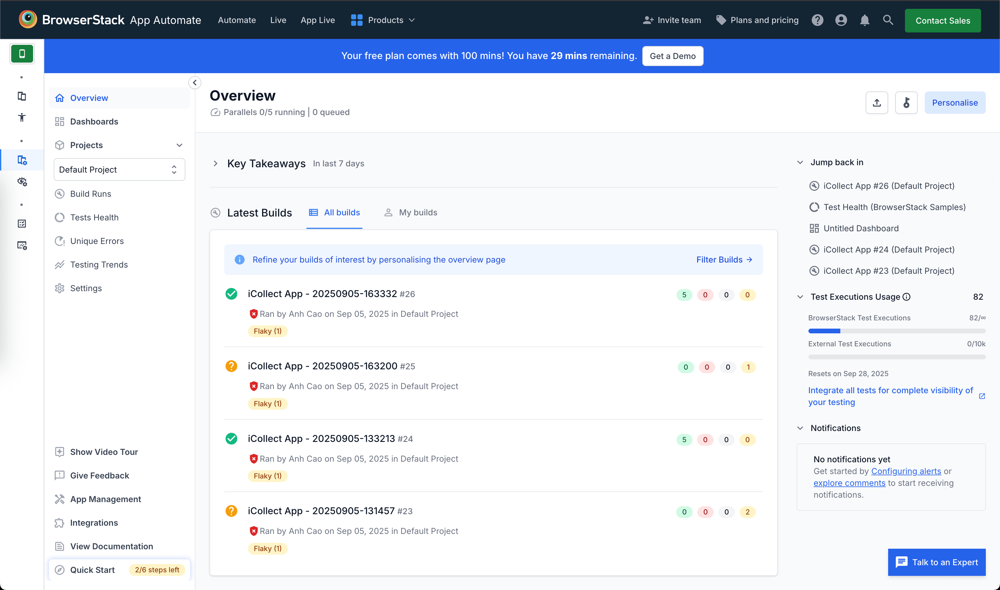 BrowserStack App Automate Automate Live App Live Products Invite team Plans and pricing Contact Sales
Your free plan comes with 100 mins! You have 29 mins remaining. Get a Demo
Overview
Dashboards
Projects
Default Project
Build Runs
Tests Health
Unique Errors
Testing Trends
Settings
Show Video Tour
Give Feedback
App Management
Integrations
View Documentation
Quick Start 2/6 steps left
Overview
Parallels 0/5 running | 0 queued
Personalise
Key Takeaways In last 7 days
Latest Builds All builds My builds
Refine your builds of interest by personalising the overview page Filter Builds →
iCollect App - 20250905-163332 #26 5 0 0 0
Ran by Anh Cao on Sep 05, 2025 in Default Project
Flaky (1)
iCollect App - 20250905-163200 #25 0 0 0 1
Ran by Anh Cao on Sep 05, 2025 in Default Project
Flaky (1)
iCollect App - 20250905-133213 #24 5 0 0 0
Ran by Anh Cao on Sep 05, 2025 in Default Project
Flaky (1)
iCollect App - 20250905-131457 #23 0 0 0 2
Ran by Anh Cao on Sep 05, 2025 in Default Project
Flaky (1)
Jump back in
iCollect App #26 (Default Project)
Test Health (BrowserStack Samples)
Untitled Dashboard
iCollect App #24 (Default Project)
iCollect App #23 (Default Project)
Test Executions Usage 82
BrowserStack Test Executions 82/∞
External Test Executions 0/10k
Resets on Sep 28, 2025
Integrate all tests for complete visibility of
your testing
Notifications
No notifications yet
Get started by Configuring alerts or
explore comments to start receiving
notifications.
Talk to an Expert